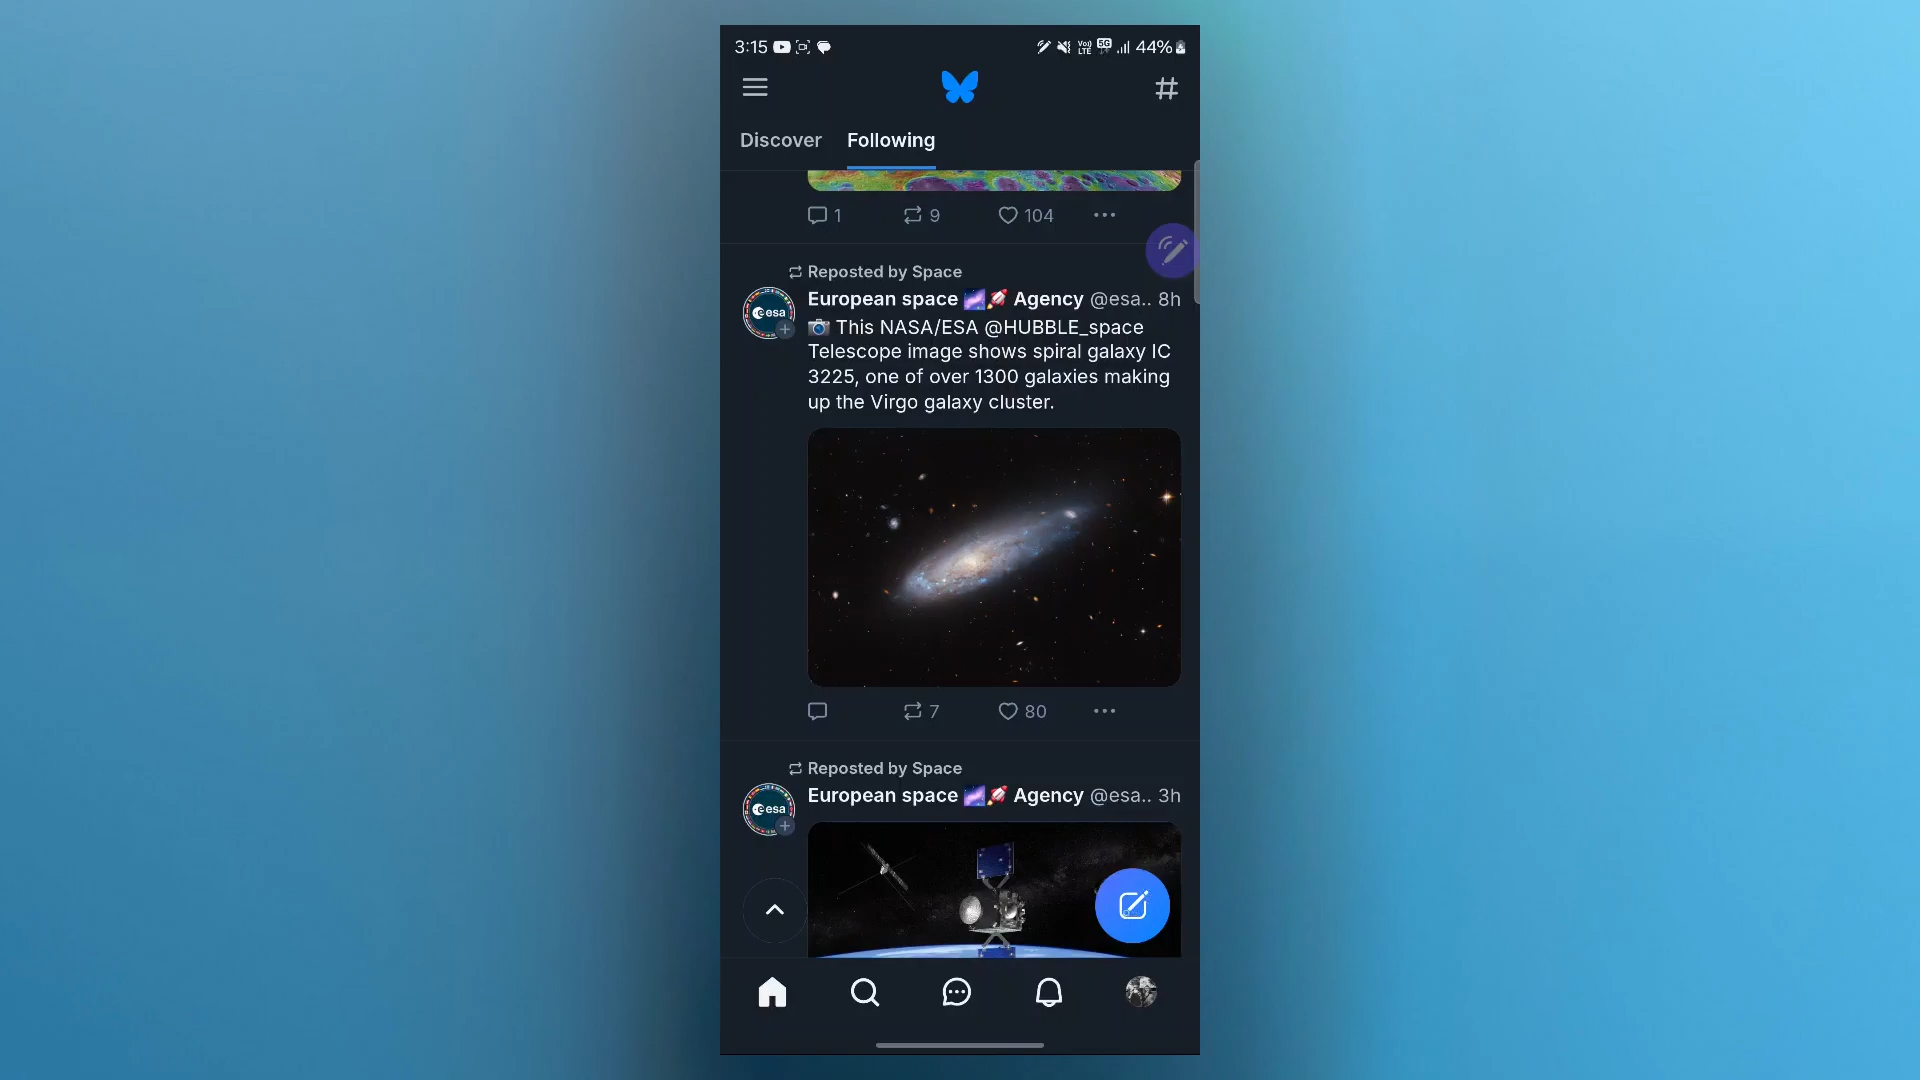 3:15 44%
Discover Following
1 9 104
Reposted by Space
European space 🌌🚀 Agency @esa.. 8h
📷 This NASA/ESA @HUBBLE_space
Telescope image shows spiral galaxy IC
3225, one of over 1300 galaxies making
up the Virgo galaxy cluster.
esa
7 80
Reposted by Space
European space 🌌🚀 Agency @esa.. 3h
esa